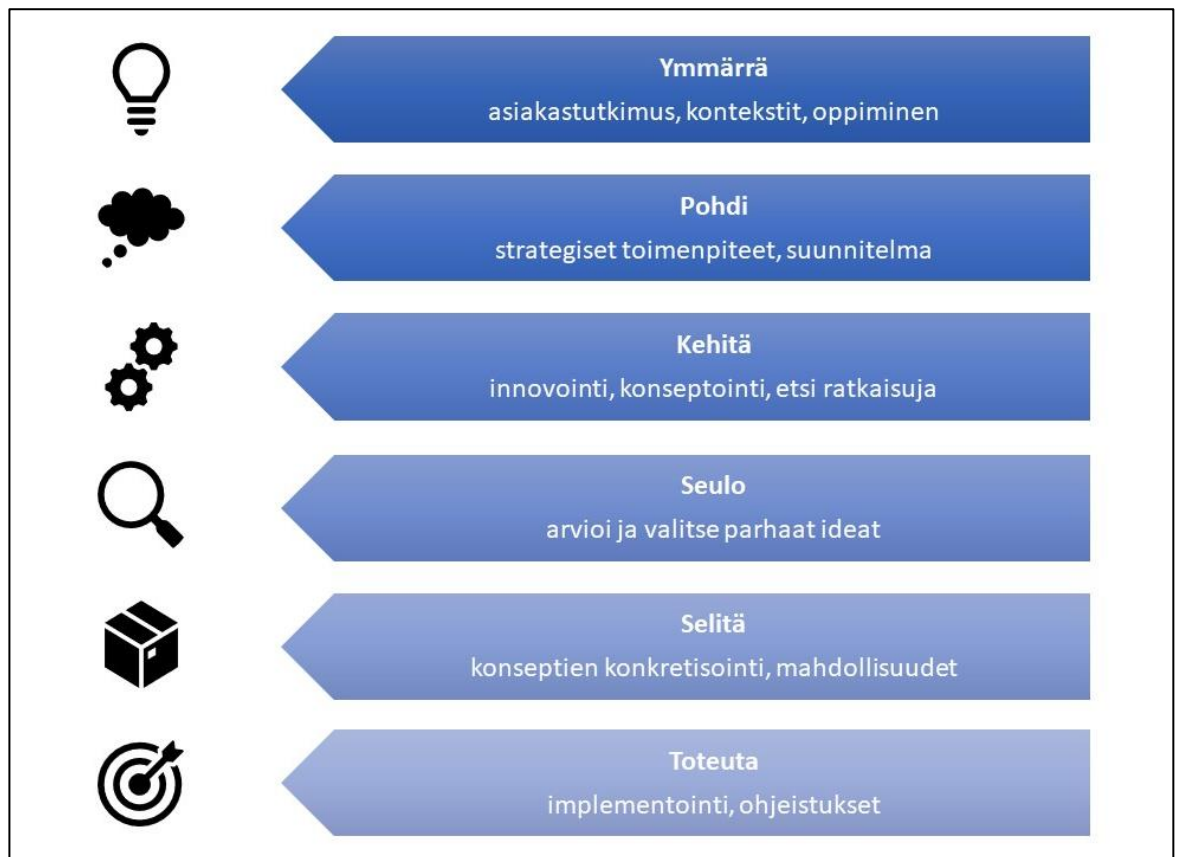 Ymmärrä
asiakastutkimus, kontekstit, oppiminen
Pohdi
strategiset toimenpiteet, suunnitelma
Kehitä
innovointi, konseptointi, etsi ratkaisuja
Seulo
arvioi ja valitse parhaat ideat
Selitä
konseptien konkretisointi, mahdollisuudet
Toteuta
implementointi, ohjeistukset